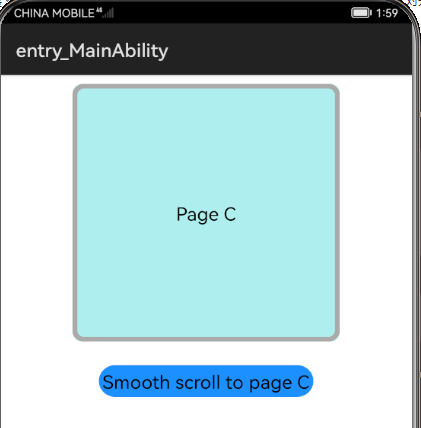 CHINA MOBILE 1:59
entry_MainAbility
Page C
Smooth scroll to page C